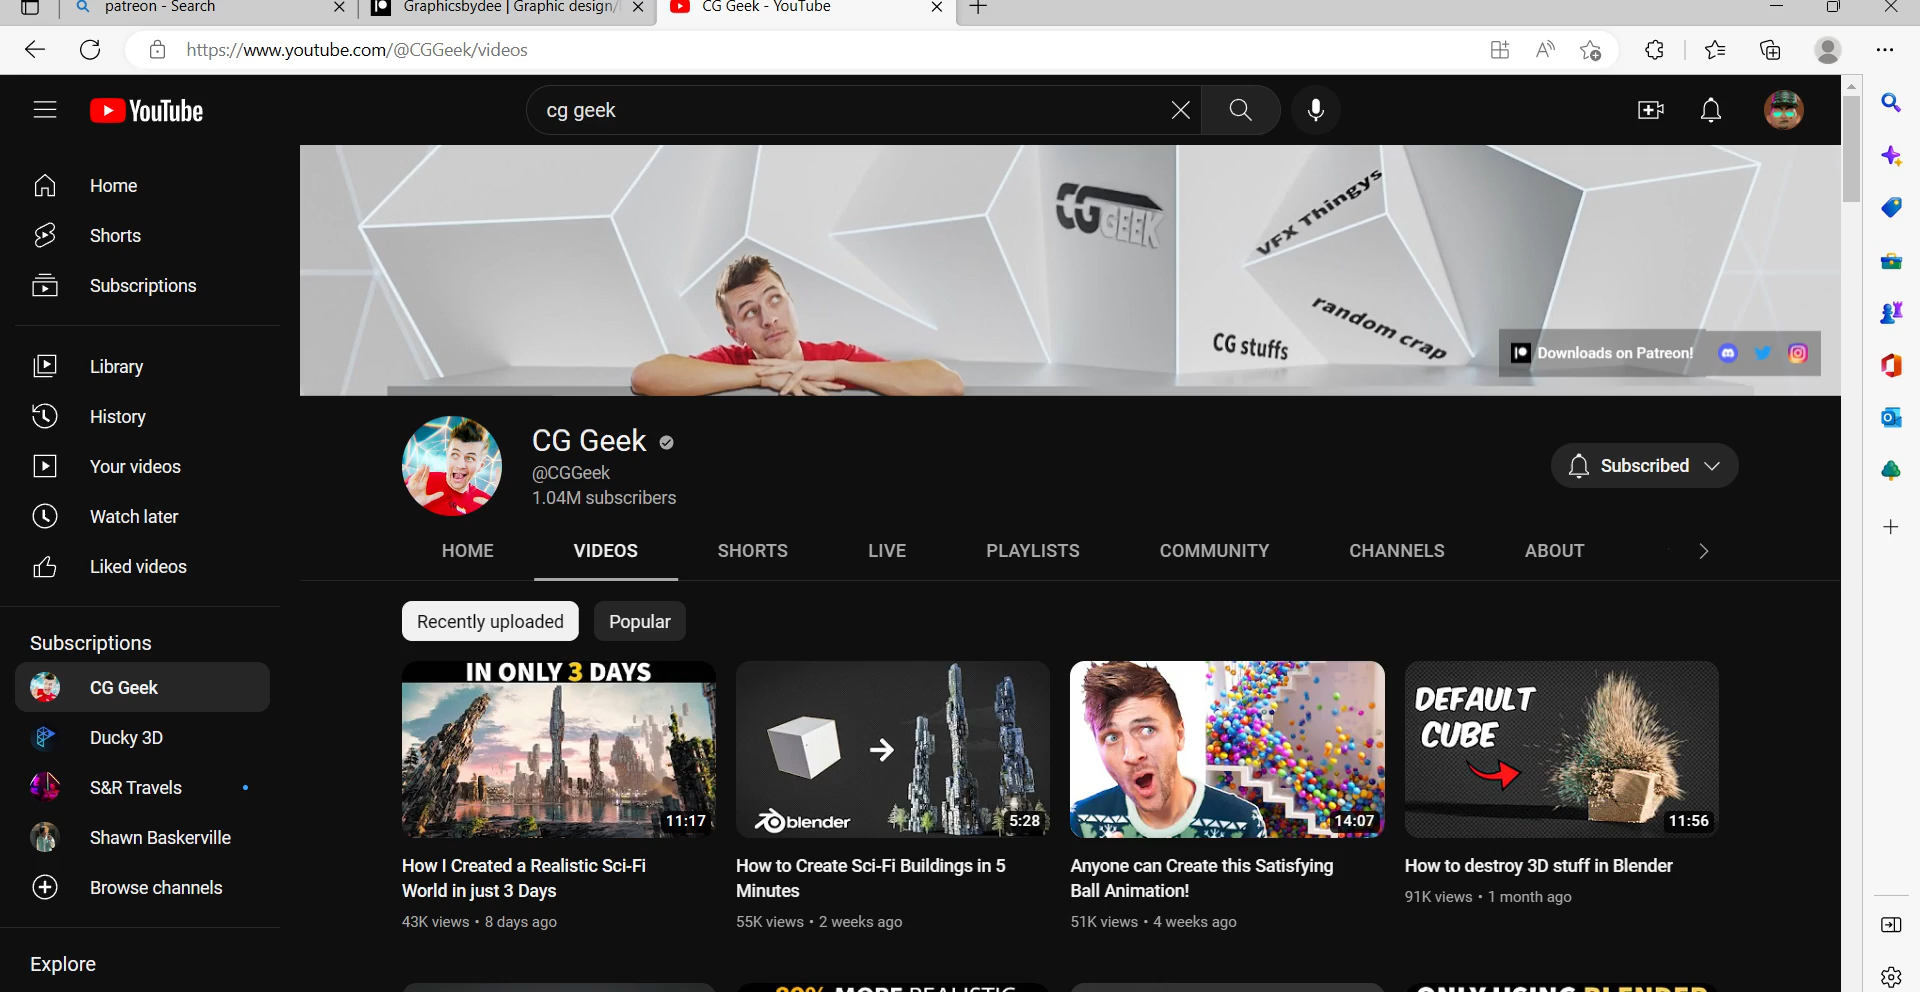 patreon - Search
Graphicsbydee | Graphic design/
CG Geek - YouTube
https://www.youtube.com/@CGGeek/videos
YouTube
cg geek
Home
Shorts
Subscriptions
Library
History
Your videos
Watch later
Liked videos
Subscriptions
CG Geek
Ducky 3D
S&R Travels
Shawn Baskerville
Browse channels
Explore
CG GEEK
VFX Thingys
CG stuffs
random crap
Downloads on Patreon!
CG Geek
@CGGeek
1.04M subscribers
Subscribed
HOME VIDEOS SHORTS LIVE PLAYLISTS COMMUNITY CHANNELS ABOUT
Recently uploaded Popular
IN ONLY 3 DAYS
11:17
How I Created a Realistic Sci-Fi
World in just 3 Days
43K views • 8 days ago
blender
5:28
How to Create Sci-Fi Buildings in 5
Minutes
55K views • 2 weeks ago
14:07
Anyone can Create this Satisfying
Ball Animation!
51K views • 4 weeks ago
DEFAULT
CUBE
11:56
How to destroy 3D stuff in Blender
91K views • 1 month ago
MORE REALISTIC
ONLY USING BLENDER